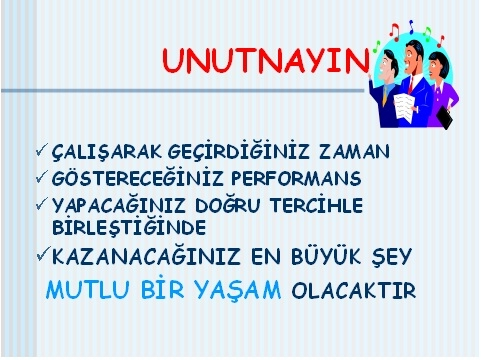 UNUTNAYIN
✓ ÇALIŞARAK GEÇİRDİĞİNİZ ZAMAN
✓ GÖSTERECEĞİNİZ PERFORMANS
✓ YAPACAĞINIZ DOĞRU TERCİHLE
BİRLEŞTİĞİNDE
✓ KAZANACAĞINIZ EN BÜYÜK ŞEY
MUTLU BİR YAŞAM OLACAKTIR